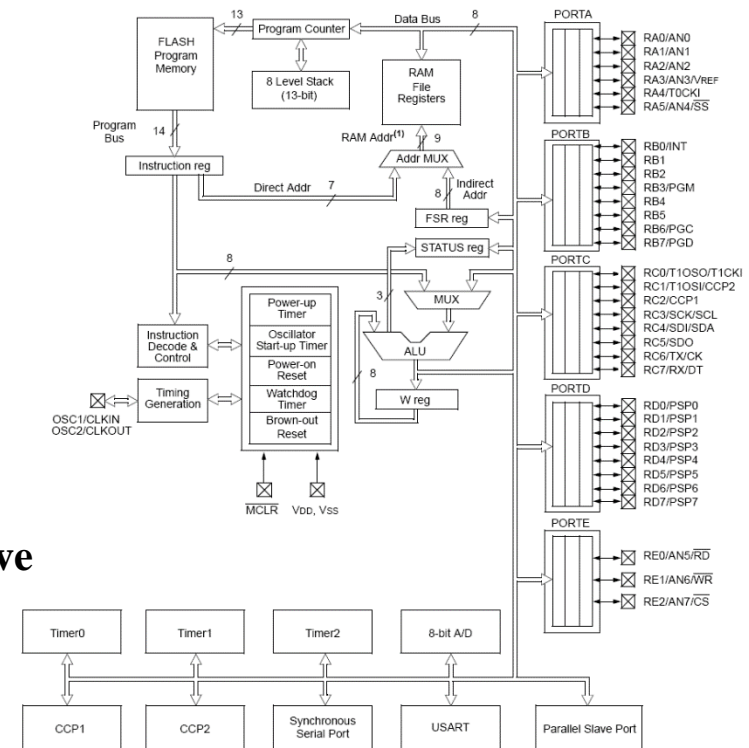 13
Program Counter
Data Bus
8
PORTA
FLASH
Program
Memory
8 Level Stack
(13-bit)
RAM
File
Registers
RA0/AN0
RA1/AN1
RA2/AN2
RA3/AN3/VREF
RA4/T0CKI
RA5/AN4/SS
Program
Bus
14
RAM Addr(1)
9
PORTB
Instruction reg
Addr MUX
RB0/INT
RB1
RB2
RB3/PGM
RB4
RB5
RB6/PGC
RB7/PGD
Direct Addr
7
8
Indirect
Addr
FSR reg
STATUS reg
8
PORTC
3
MUX
RC0/T1OSO/T1CKI
RC1/T1OSI/CCP2
RC2/CCP1
RC3/SCK/SCL
RC4/SDI/SDA
RC5/SDO
RC6/TX/CK
RC7/RX/DT
Power-up
Timer
Instruction
Decode &
Control
Oscillator
Start-up Timer
ALU
Power-on
Reset
8
Timing
Generation
Watchdog
Timer
W reg
PORTD
OSC1/CLKIN
OSC2/CLKOUT
Brown-out
Reset
RD0/PSP0
RD1/PSP1
RD2/PSP2
RD3/PSP3
RD4/PSP4
RD5/PSP5
RD6/PSP6
RD7/PSP7
MCLR
VDD, VSS
PORTE
ve
RE0/AN5/RD
RE1/AN6/WR
RE2/AN7/CS
Timer0
Timer1
Timer2
8-bit A/D
CCP1
CCP2
Synchronous
Serial Port
USART
Parallel Slave Port